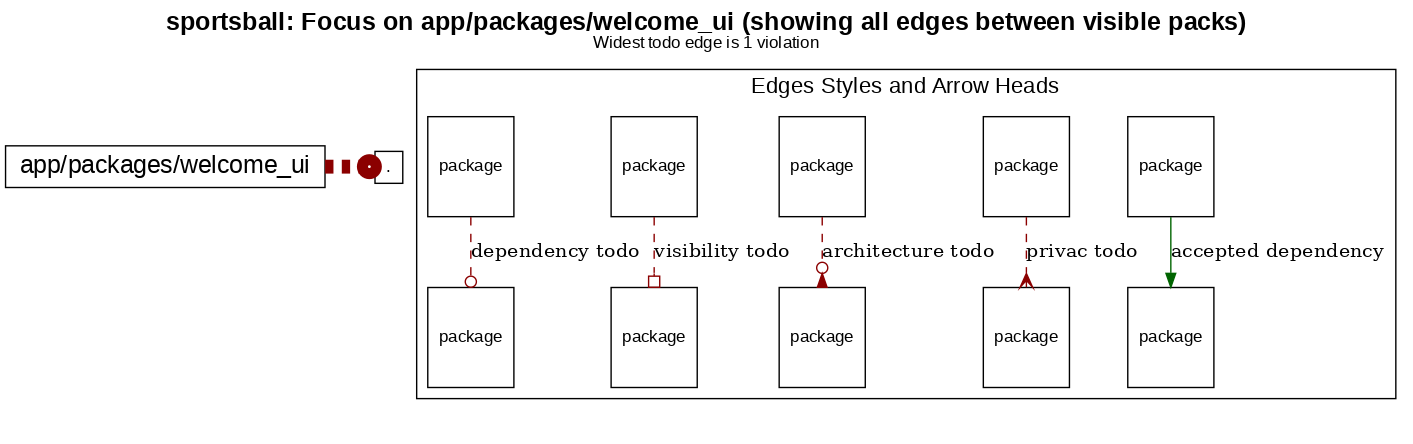 sportsball: Focus on app/packages/welcome_ui (showing all edges between visible packs)
Widest todo edge is 1 violation
app/packages/welcome_ui
.
Edges Styles and Arrow Heads
package package package package package
dependency todo visibility todo architecture todo privac todo accepted dependency
package package package package package